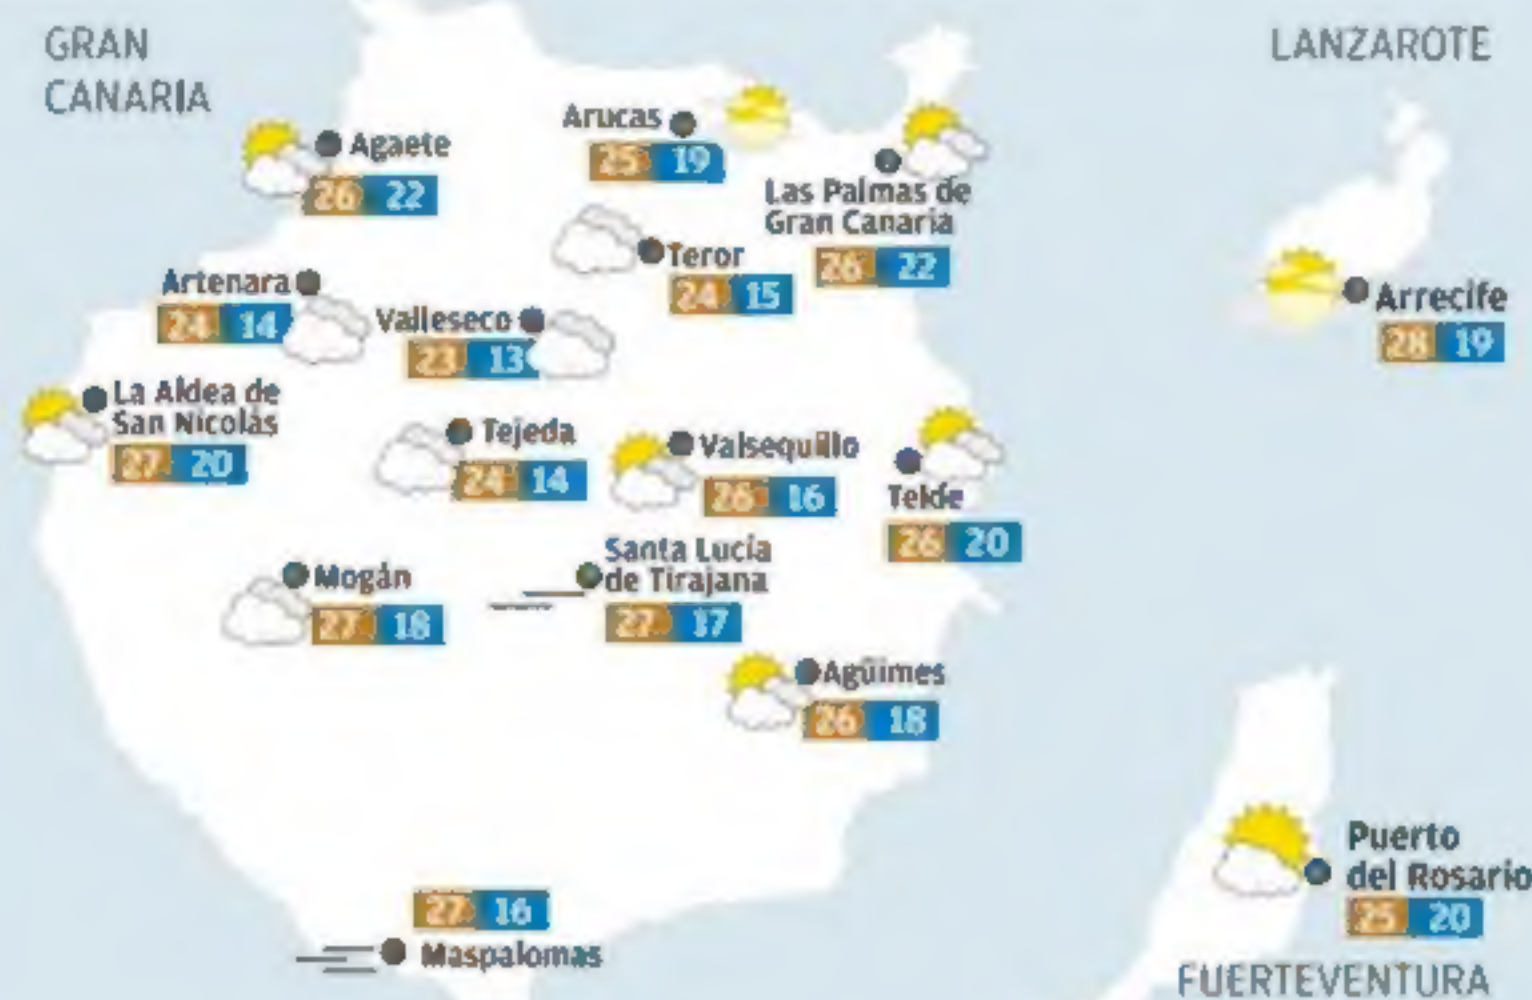 GRAN
CANARIA
LANZAROTE
Agaete
26 22
Arucas
25 19
Las Palmas de
Gran Canaria
26 22
Teror
24 15
Artenara
24 14
Valleseco
23 13
Arrecife
28 19
La Aldea de
San Nicolás
27 20
Tejeda
24 14
Valsequillo
26 16
Telde
26 20
Mogán
27 18
Santa Lucía
de Tirajana
27 17
Agüimes
26 18
Puerto
del Rosario
25 20
27 16
Maspalomas
FUERTEVENTURA